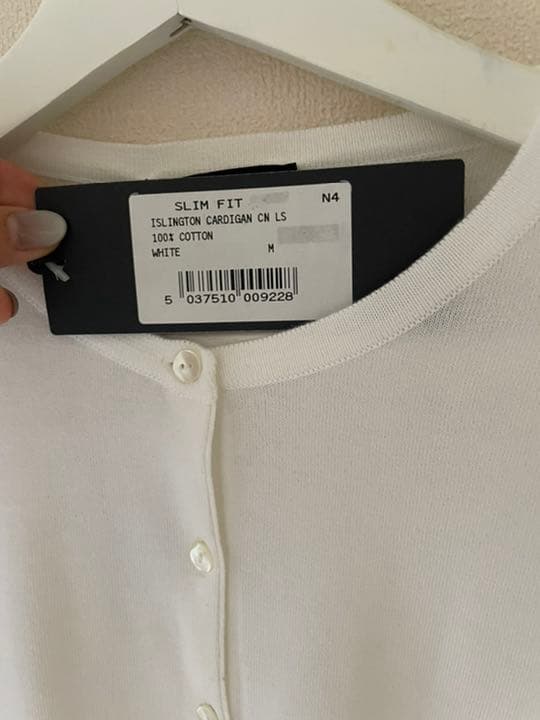 SLIM FIT N4
ISLINGTON CARDIGAN CN LS
100% COTTON
WHITE M
5 037510 009228